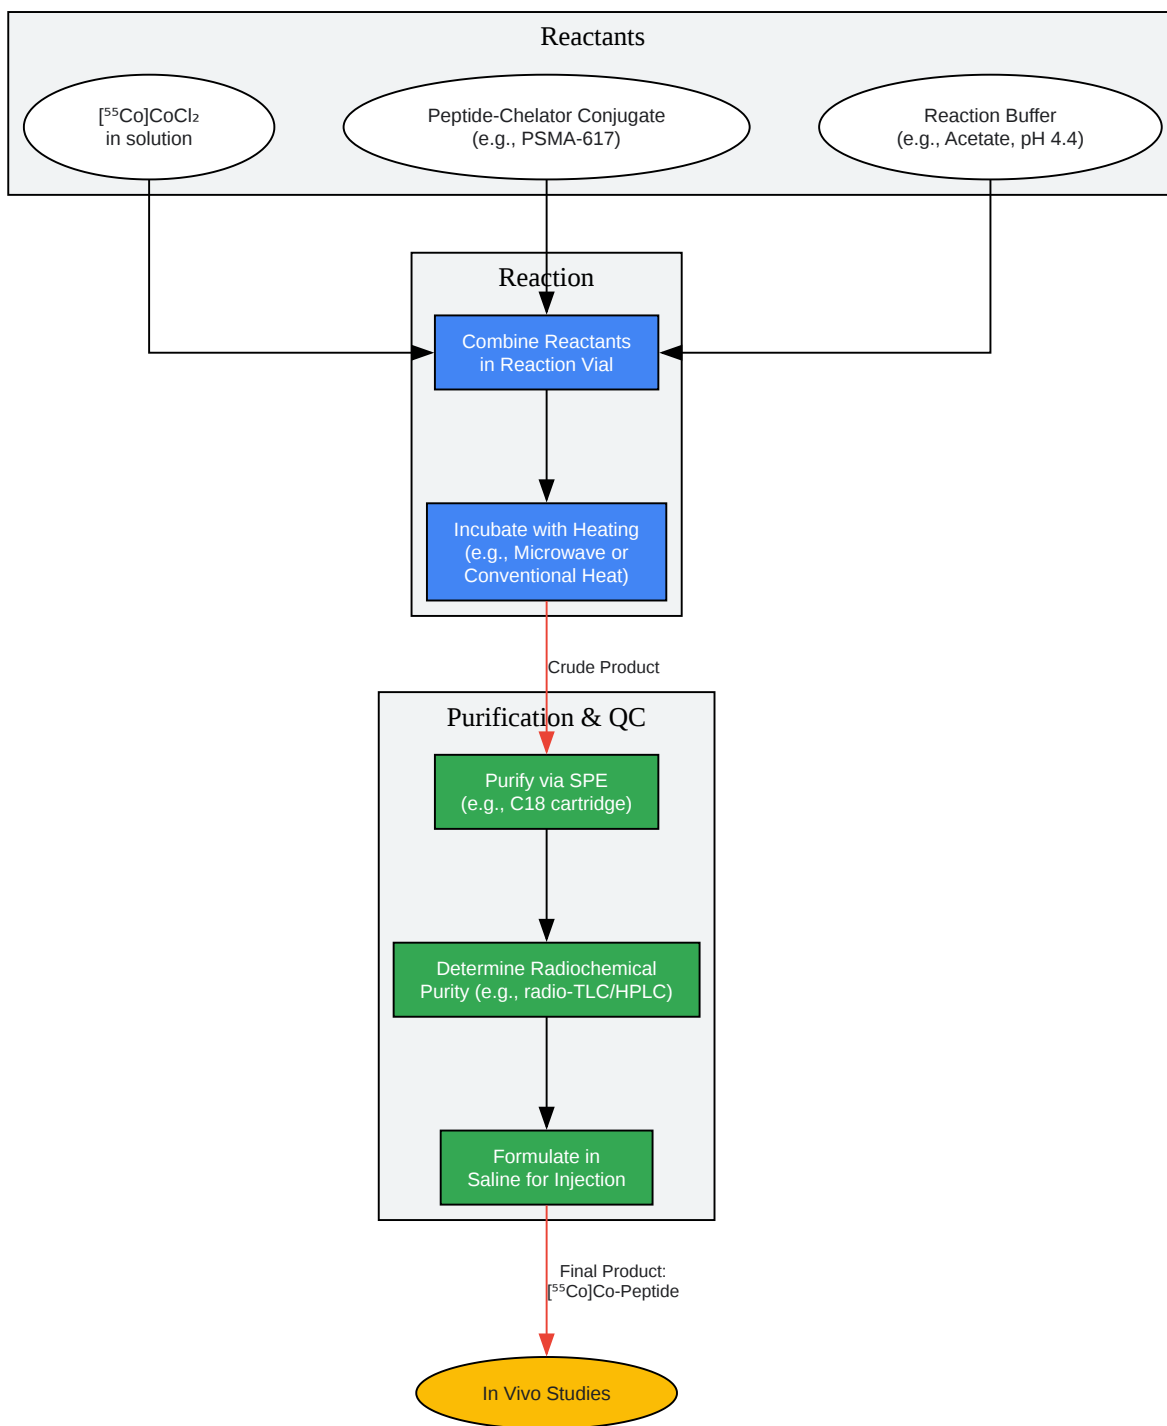 Reactants
[⁵⁵Co]CoCl₂
in solution
Peptide-Chelator Conjugate
(e.g., PSMA-617)
Reaction Buffer
(e.g., Acetate, pH 4.4)
Reaction
Combine Reactants
in Reaction Vial
Incubate with Heating
(e.g., Microwave or
Conventional Heat)
Crude Product
Purification & QC
Purify via SPE
(e.g., C18 cartridge)
Determine Radiochemical
Purity (e.g., radio-TLC/HPLC)
Formulate in
Saline for Injection
Final Product:
[⁵⁵Co]Co-Peptide
In Vivo Studies